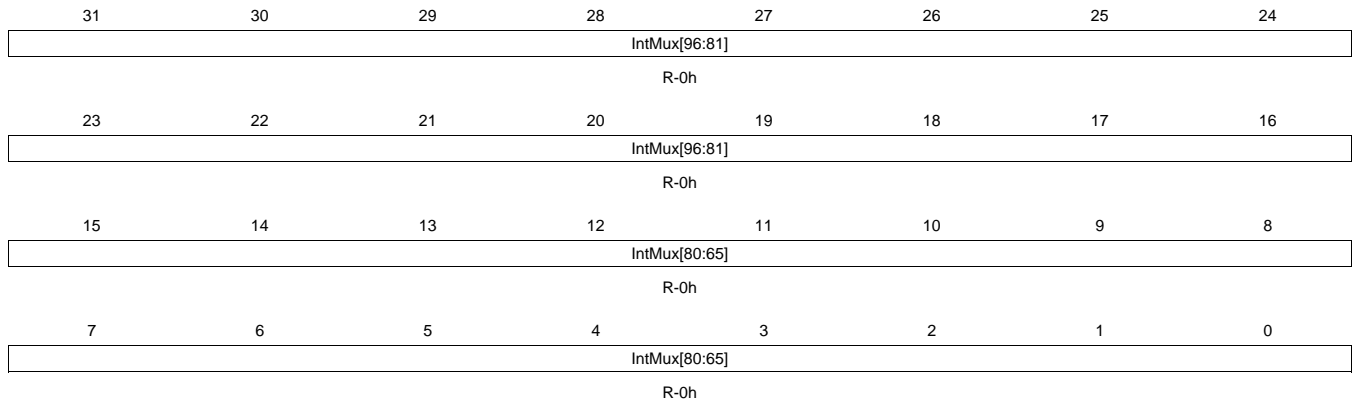 31 30 29 28 27 26 25 24
IntMux[96:81]
R-0h
23 22 21 20 19 18 17 16
IntMux[96:81]
R-0h
15 14 13 12 11 10 9 8
IntMux[80:65]
R-0h
7 6 5 4 3 2 1 0
IntMux[80:65]
R-0h